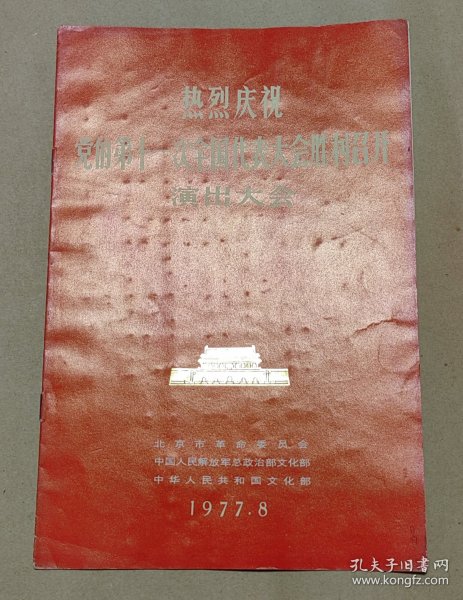 热烈庆祝
党的第十一次全国代表大会胜利召开
演出大会
北京市革命委员会
中国人民解放军总政治部文化部
中华人民共和国文化部
1977.8
孔夫子旧书网
www.kongfz.com